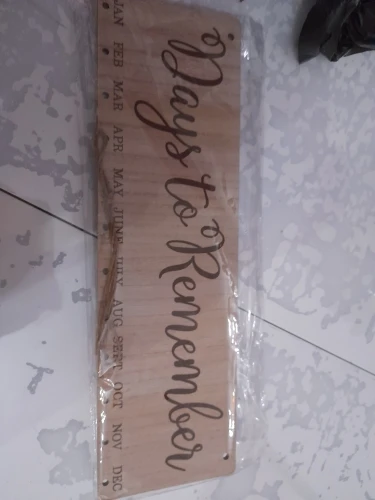 Days to Remember
JAN FEB MAR APR MAY JUNE JULY AUG SEPT OCT NOV DEC